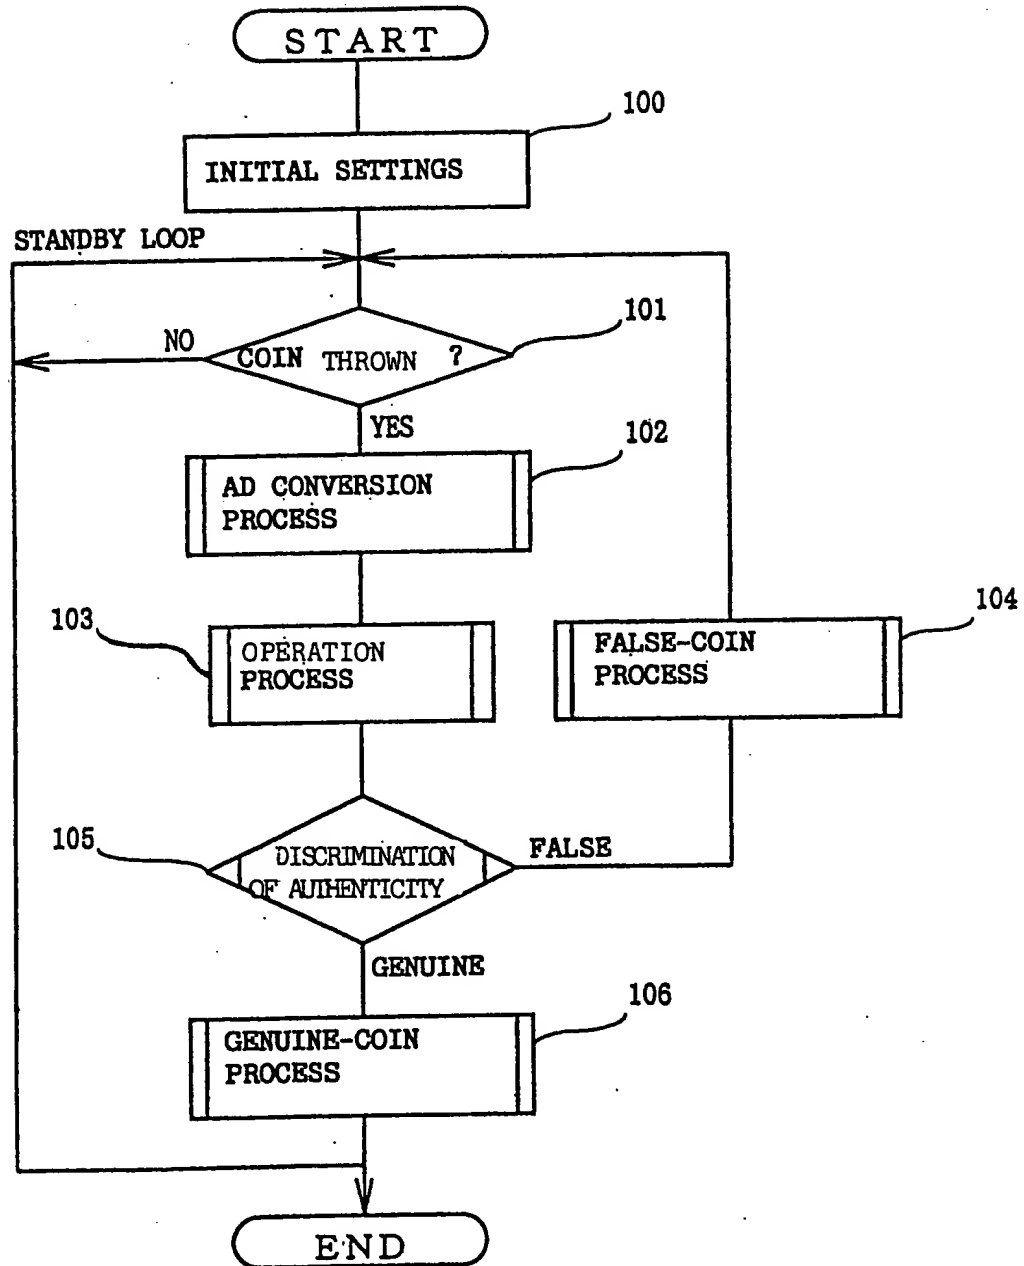 START
100
INITIAL SETTINGS
STANDBY LOOP
101
NO
COIN THROWN ?
YES
102
AD CONVERSION
PROCESS
103
OPERATION
PROCESS
104
FALSE-COIN
PROCESS
105
DISCRIMINATION
OF AUTHENTICITY
FALSE
GENUINE
106
GENUINE-COIN
PROCESS
END